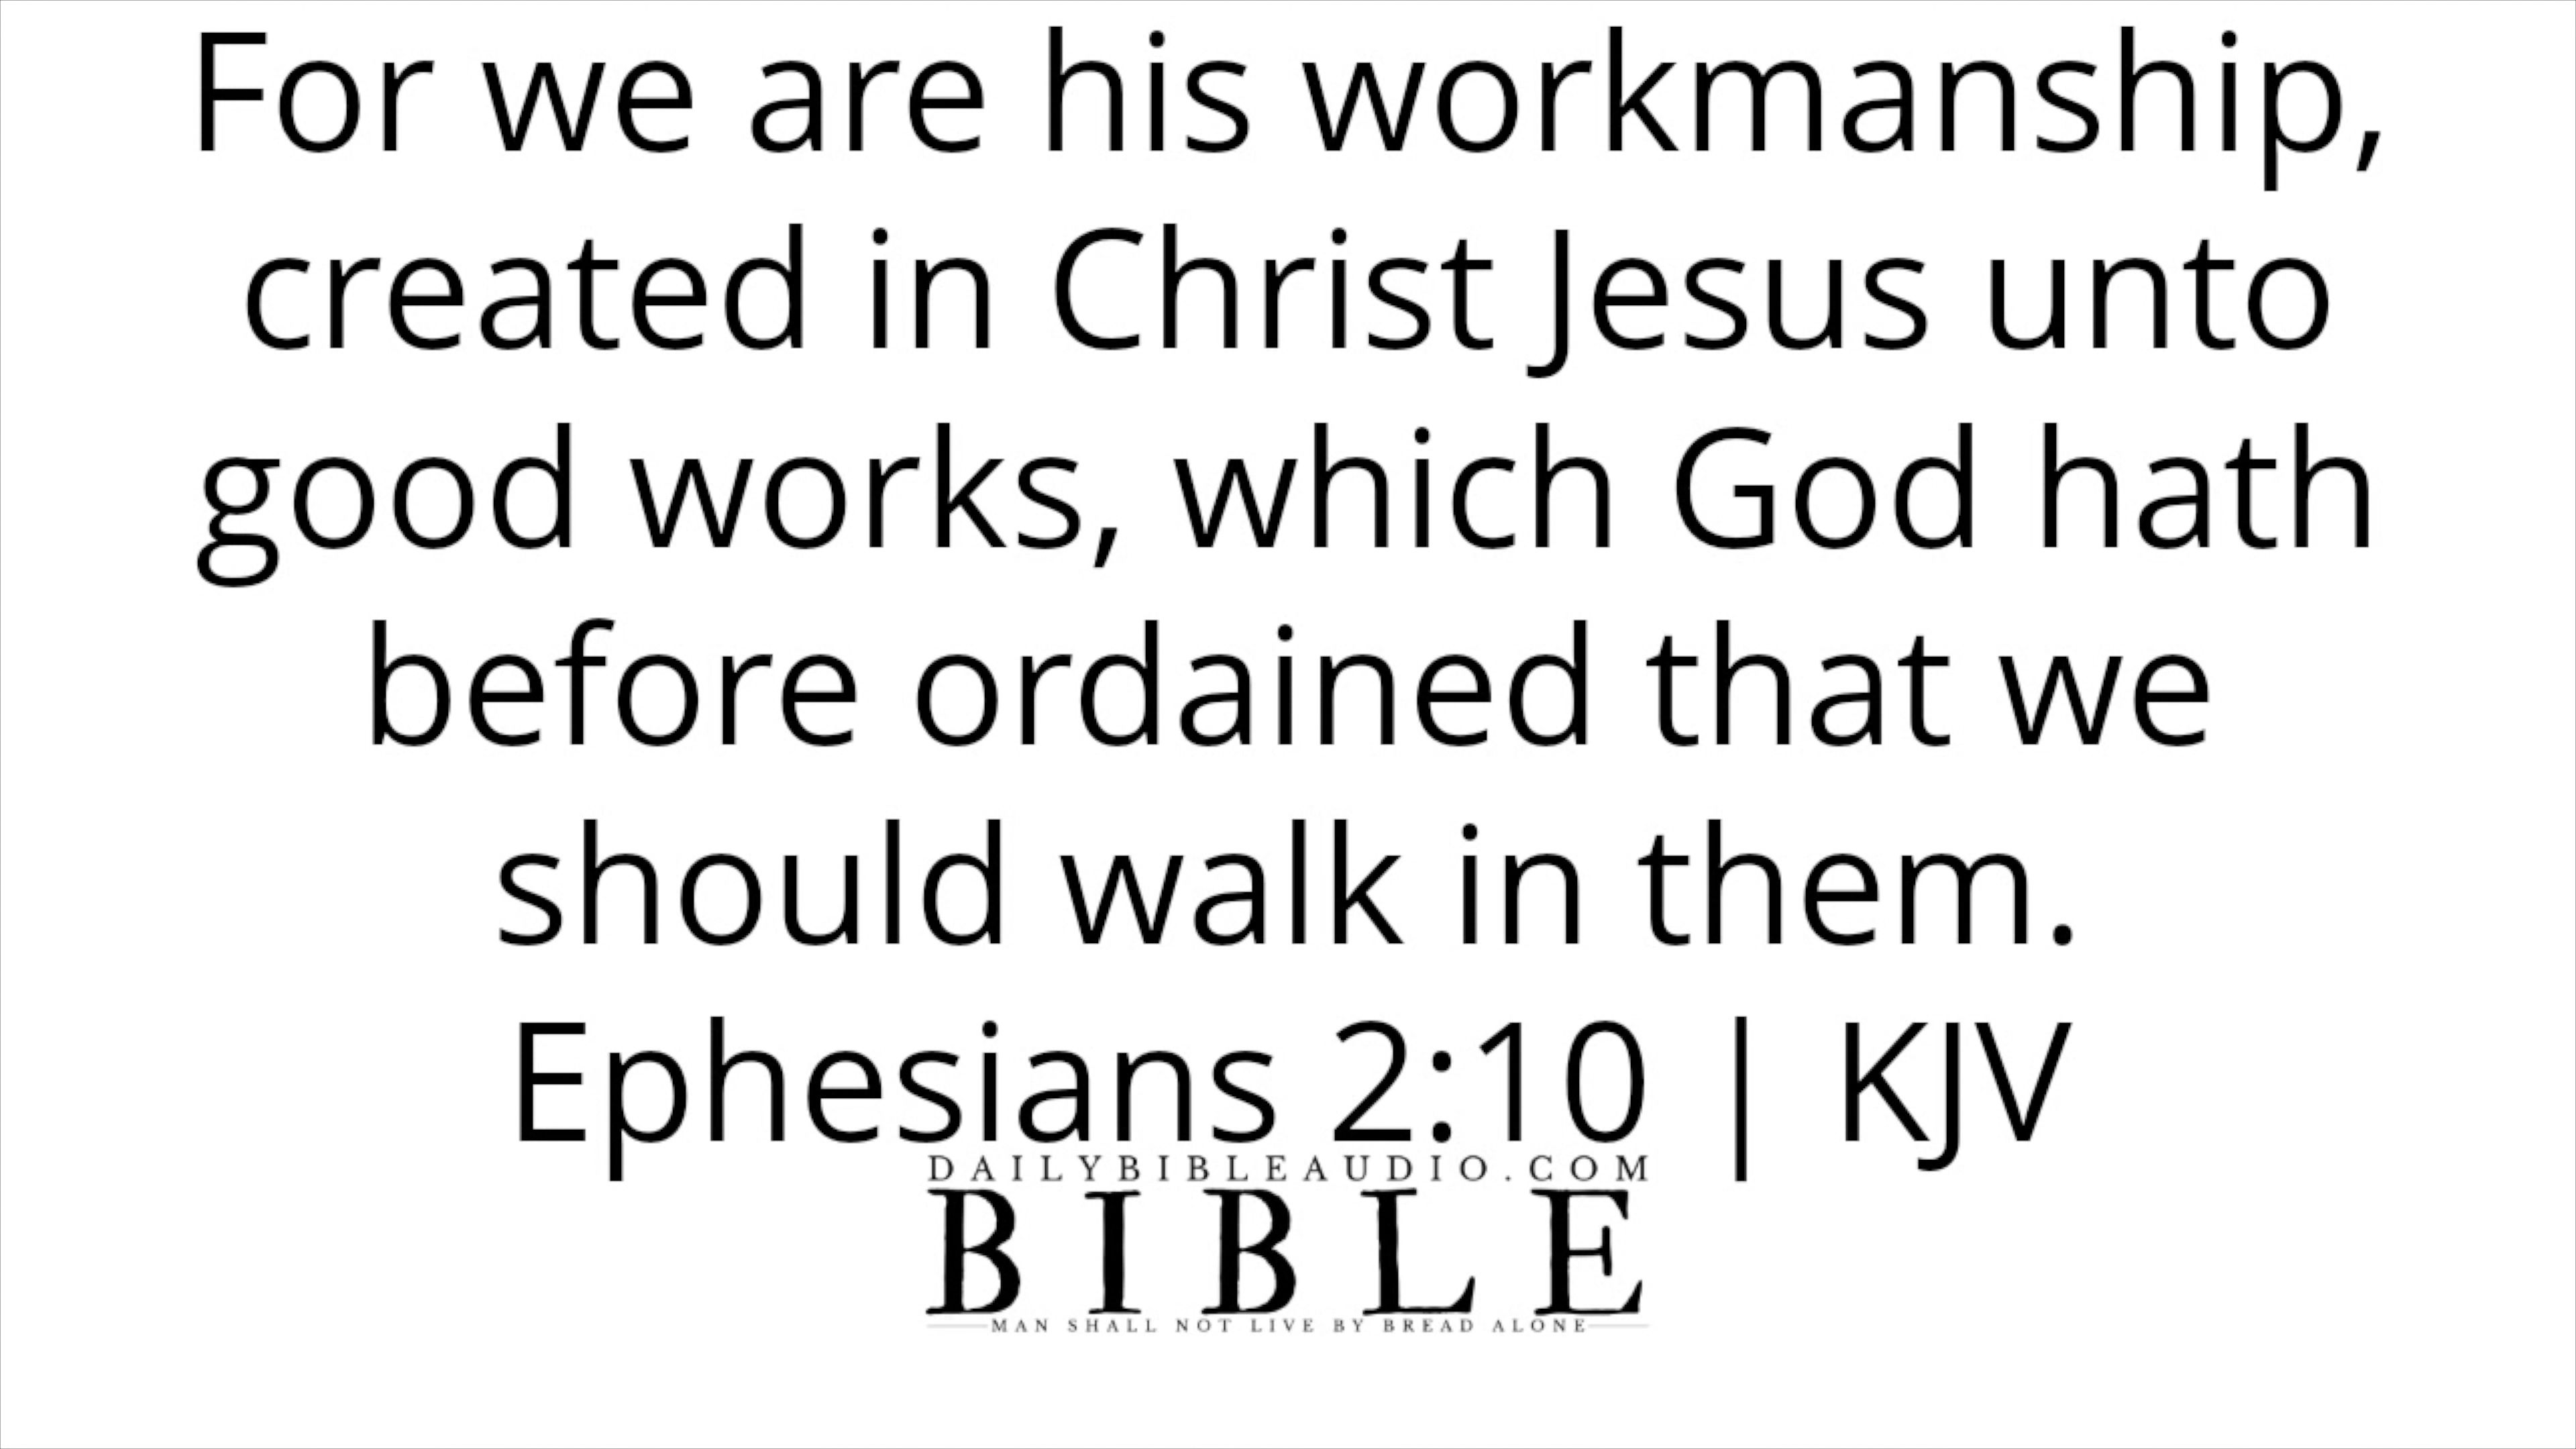 For we are his workmanship,
created in Christ Jesus unto
good works, which God hath
before ordained that we
should walk in them.
Ephesians 2:10 | KJV
DAILYBIBLEAUDIO.COM
BIBLE
MAN SHALL NOT LIVE BY BREAD ALONE